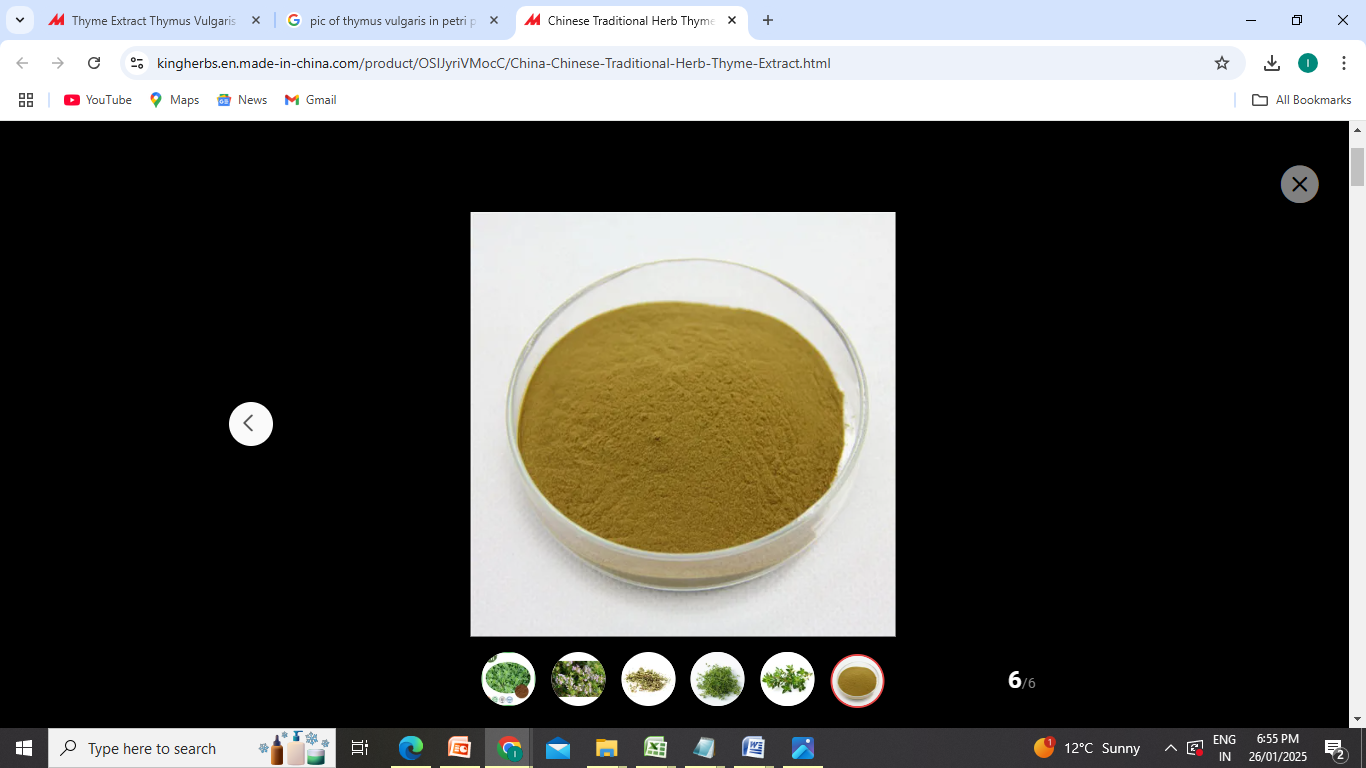 Thyme Extract Thymus Vulgaris
pic of thymus vulgaris in petri p
Chinese Traditional Herb Thyme
kingherbs.en.made-in-china.com/product/OSIJyriVMocC/China-Chinese-Traditional-Herb-Thyme-Extract.html
I
YouTube
Maps
News
Gmail
All Bookmarks
6/6
Type here to search
1
12°C Sunny
ENG
IN
6:55 PM
26/01/2025
2